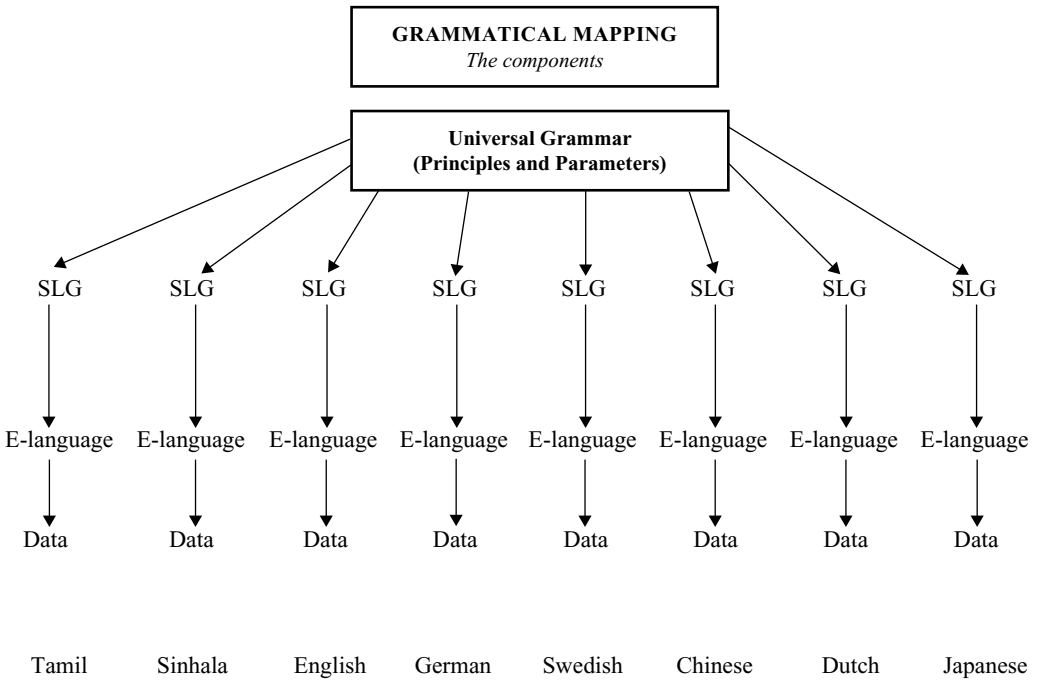 GRAMMATICAL MAPPING
The components
Universal Grammar
(Principles and Parameters)
SLG SLG SLG SLG SLG SLG SLG SLG
E-language E-language E-language E-language E-language E-language E-language E-language
Data Data Data Data Data Data Data Data
Tamil Sinhala English German Swedish Chinese Dutch Japanese